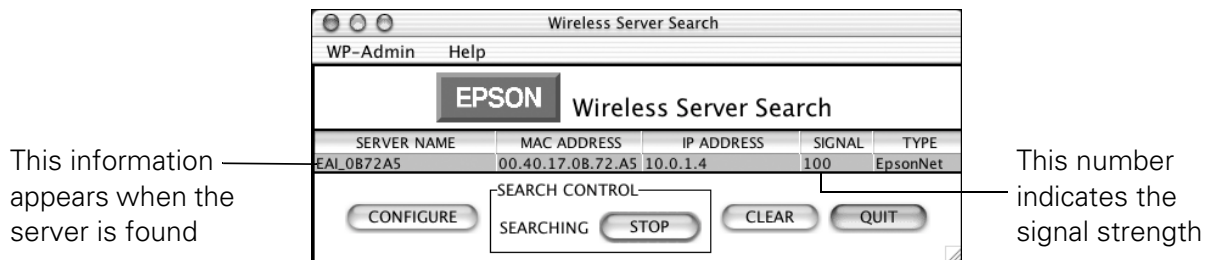 Wireless Server Search
WP-Admin Help
EPSON Wireless Server Search
SERVER NAME MAC ADDRESS IP ADDRESS SIGNAL TYPE
EAI_0B72A5 00.40.17.0B.72.A5 10.0.1.4 100 EpsonNet
SEARCH CONTROL
CONFIGURE SEARCHING STOP CLEAR QUIT
This information
appears when the
server is found
This number
indicates the
signal strength